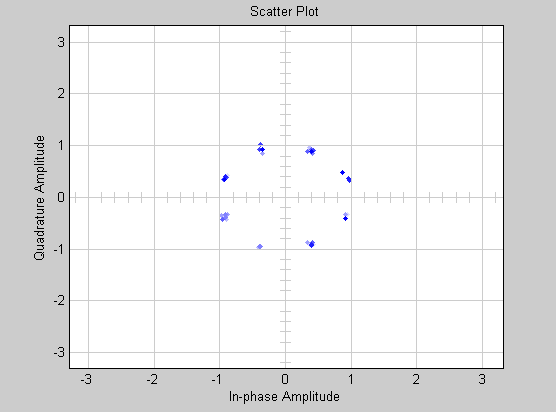 Scatter Plot
3
2
1
0
-1
-2
-3
Quadrature Amplitude
-3 -2 -1 0 1 2 3
In-phase Amplitude